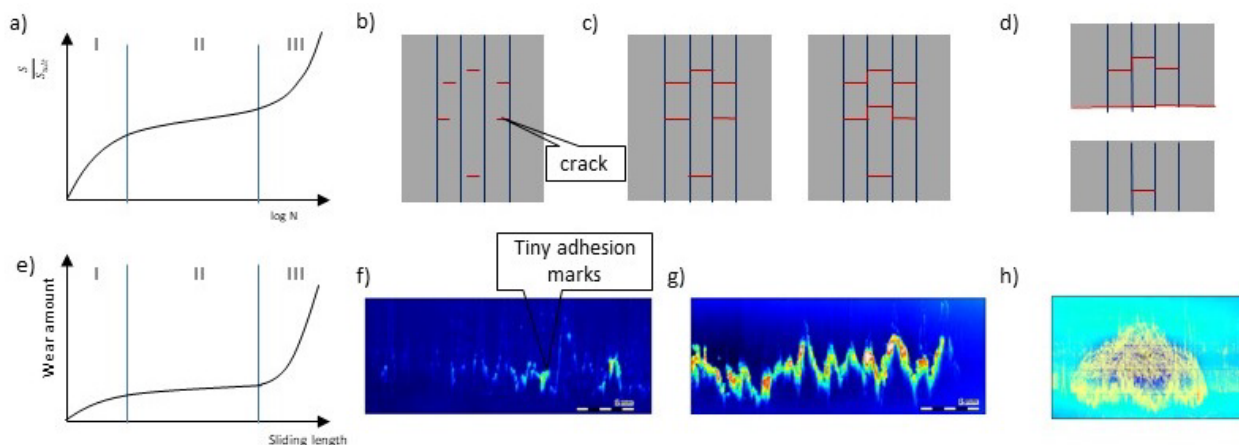 a)
I II III
S
log N
b)
crack
c)
d)
e)
I II III
Wear amount
Sliding length
f)
Tiny adhesion
marks
g)
h)